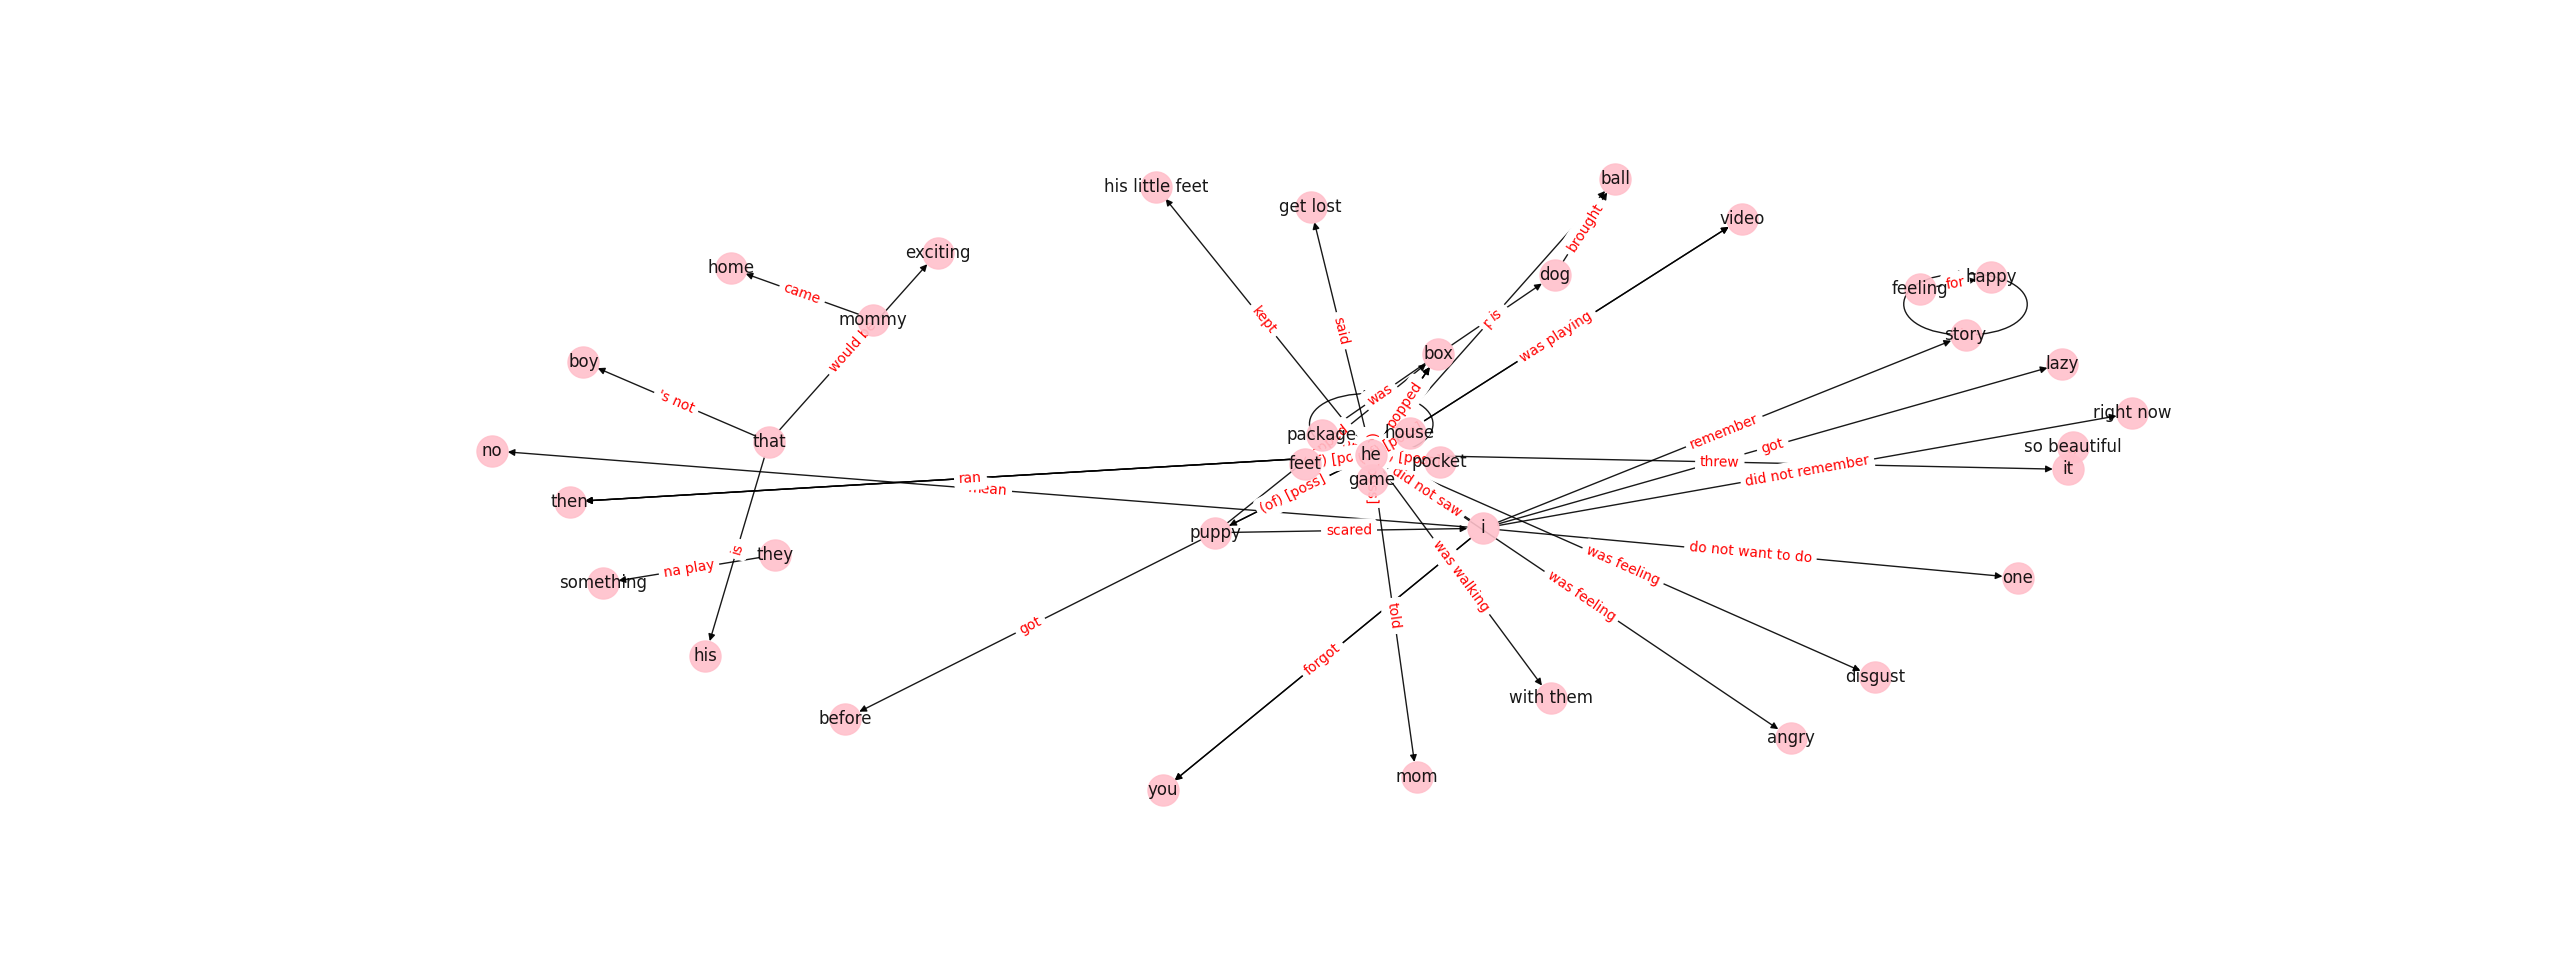 ball
his little feet
get lost
video
brought
exciting
home
dog
happy
feeling
for
came
mommy
kept
said
is
was playing
story
boy
box
lazy
's not
was
right now
that
package
house
remember
got
so beautiful
no
he
feet
pocket
threw
it
did not remember
ran
game
did not saw
then
(of) [poss]
puppy
scared
i
is
they
na play
something
was walking
was feeling
do not want to do
one
was feeling
told
got
his
forgot
disgust
with them
before
angry
mom
you